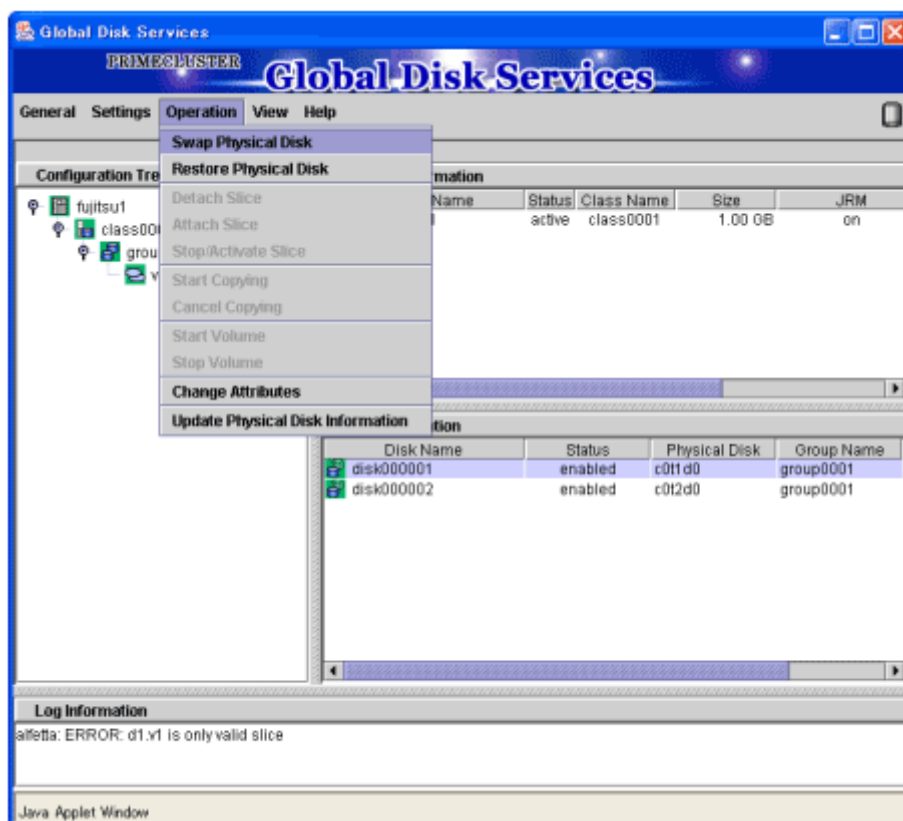 Global Disk Services
PRIMECLUSTER
Global Disk Services
General Settings Operation View Help
Swap Physical Disk
Restore Physical Disk
Detach Slice
Attach Slice
Stop/Activate Slice
Start Copying
Cancel Copying
Start Volume
Stop Volume
Change Attributes
Update Physical Disk Information
Configuration Tre
fujitsu1
class00
grou
v
mation
Name Status Class Name Size JRM
active class0001 1.00 GB on
tion
Disk Name Status Physical Disk Group Name
disk000001 enabled c0t1d0 group0001
disk000002 enabled c0t2d0 group0001
Log Information
alfetta: ERROR: d1.v1 is only valid slice
Java Applet Window